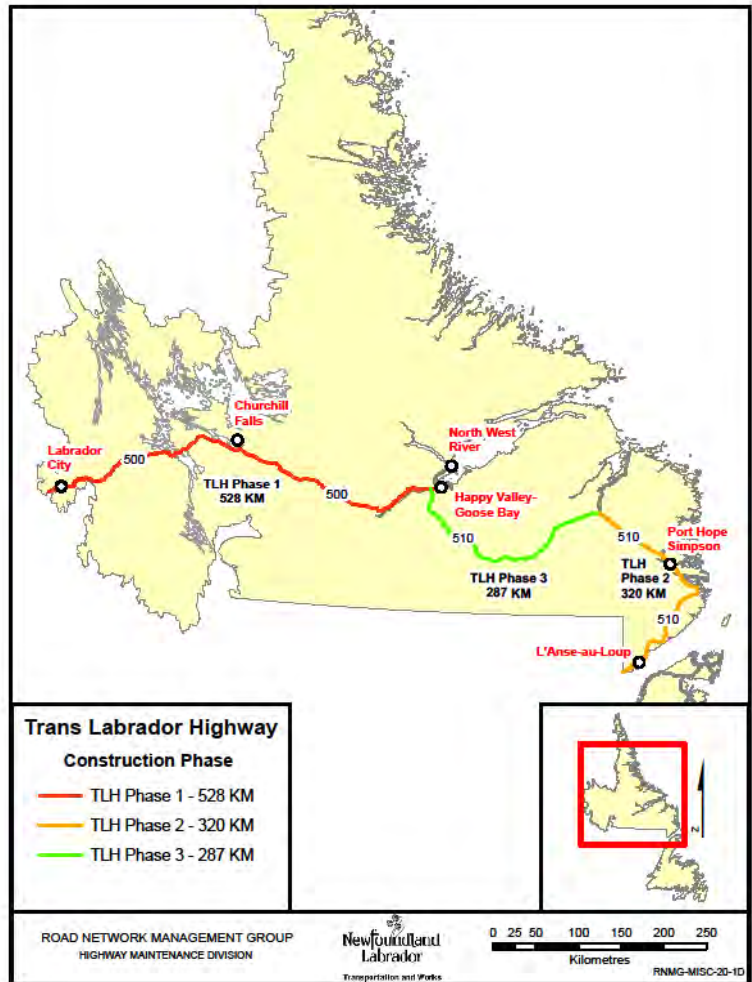 Churchill
Falls
Labrador
City
North West
River
500
TLH Phase 1
528 KM
500
Happy Valley-
Goose Bay
510
TLH Phase 3
287 KM
510
Port Hope
Simpson
TLH
Phase 2
320 KM
510
L'Anse-au-Loup
Trans Labrador Highway
Construction Phase
TLH Phase 1 - 528 KM
TLH Phase 2 - 320 KM
TLH Phase 3 - 287 KM
N
ROAD NETWORK MANAGEMENT GROUP
HIGHWAY MAINTENANCE DIVISION
Newfoundland
Labrador
Transportation and Works
0 25 50 100 150 200 250
Kilometres
RNMG-MISC-20-1D